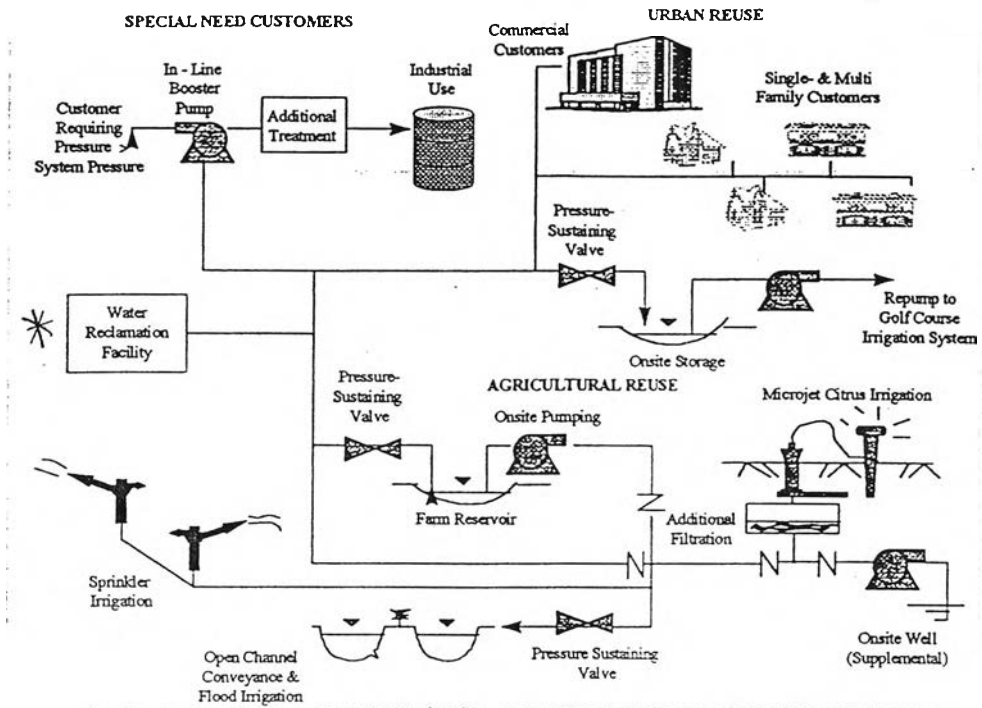 SPECIAL NEED CUSTOMERS
URBAN REUSE
Commercial
Customers
In - Line
Booster
Pump
Industrial
Use
Single- & Multi
Family Customers
Customer
Requiring
Pressure >
System Pressure
Additional
Treatment
Pressure-
Sustaining
Valve
Repump to
Golf Course
Irrigation System
Water
Reclamation
Facility
Onsite Storage
Pressure-
Sustaining
Valve
AGRICULTURAL REUSE
Onsite Pumping
Microjet Citrus Irrigation
Farm Reservoir
Additional
Filtration
Sprinkler
Irrigation
Onsite Well
(Supplemental)
Open Channel
Conveyance &
Flood Irrigation
Pressure Sustaining
Valve